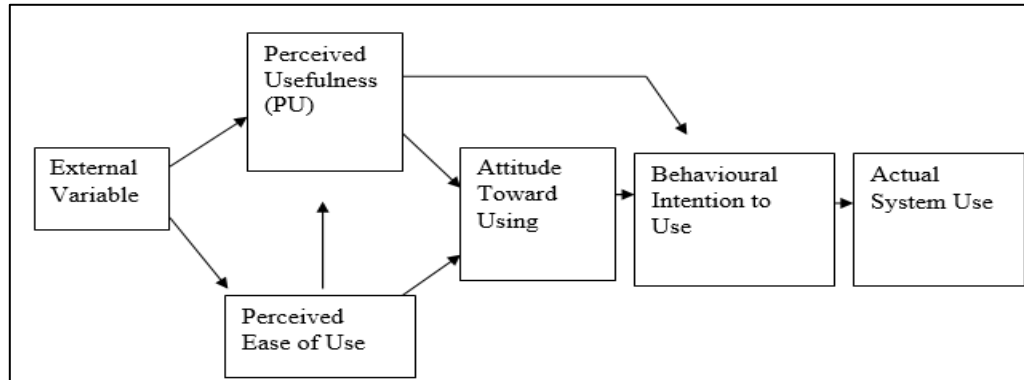 Perceived
Usefulness
(PU)
External
Variable
Attitude
Toward
Using
Behavioural
Intention to
Use
Actual
System Use
Perceived
Ease of Use